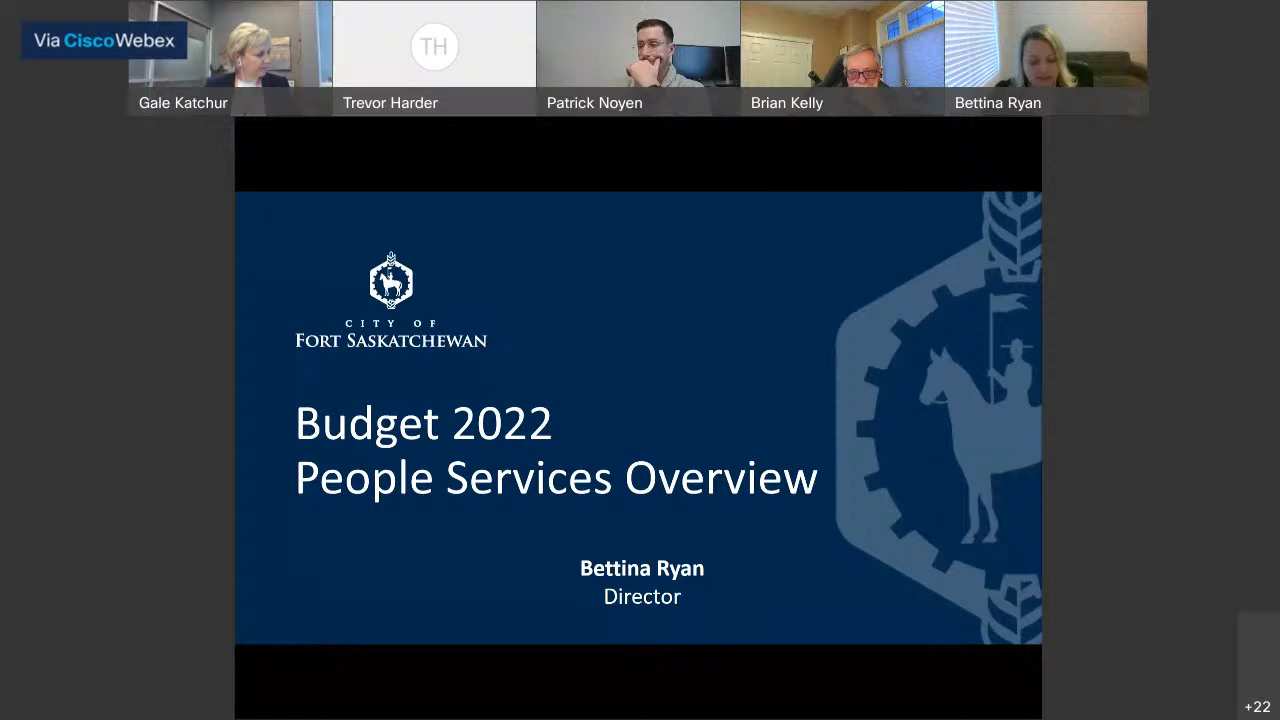 Via CiscoWebex
Gale Katchur
TH
Trevor Harder
Patrick Noyen
Brian Kelly
Bettina Ryan
CITY OF
FORT SASKATCHEWAN
Budget 2022
People Services Overview
Bettina Ryan
Director
+22